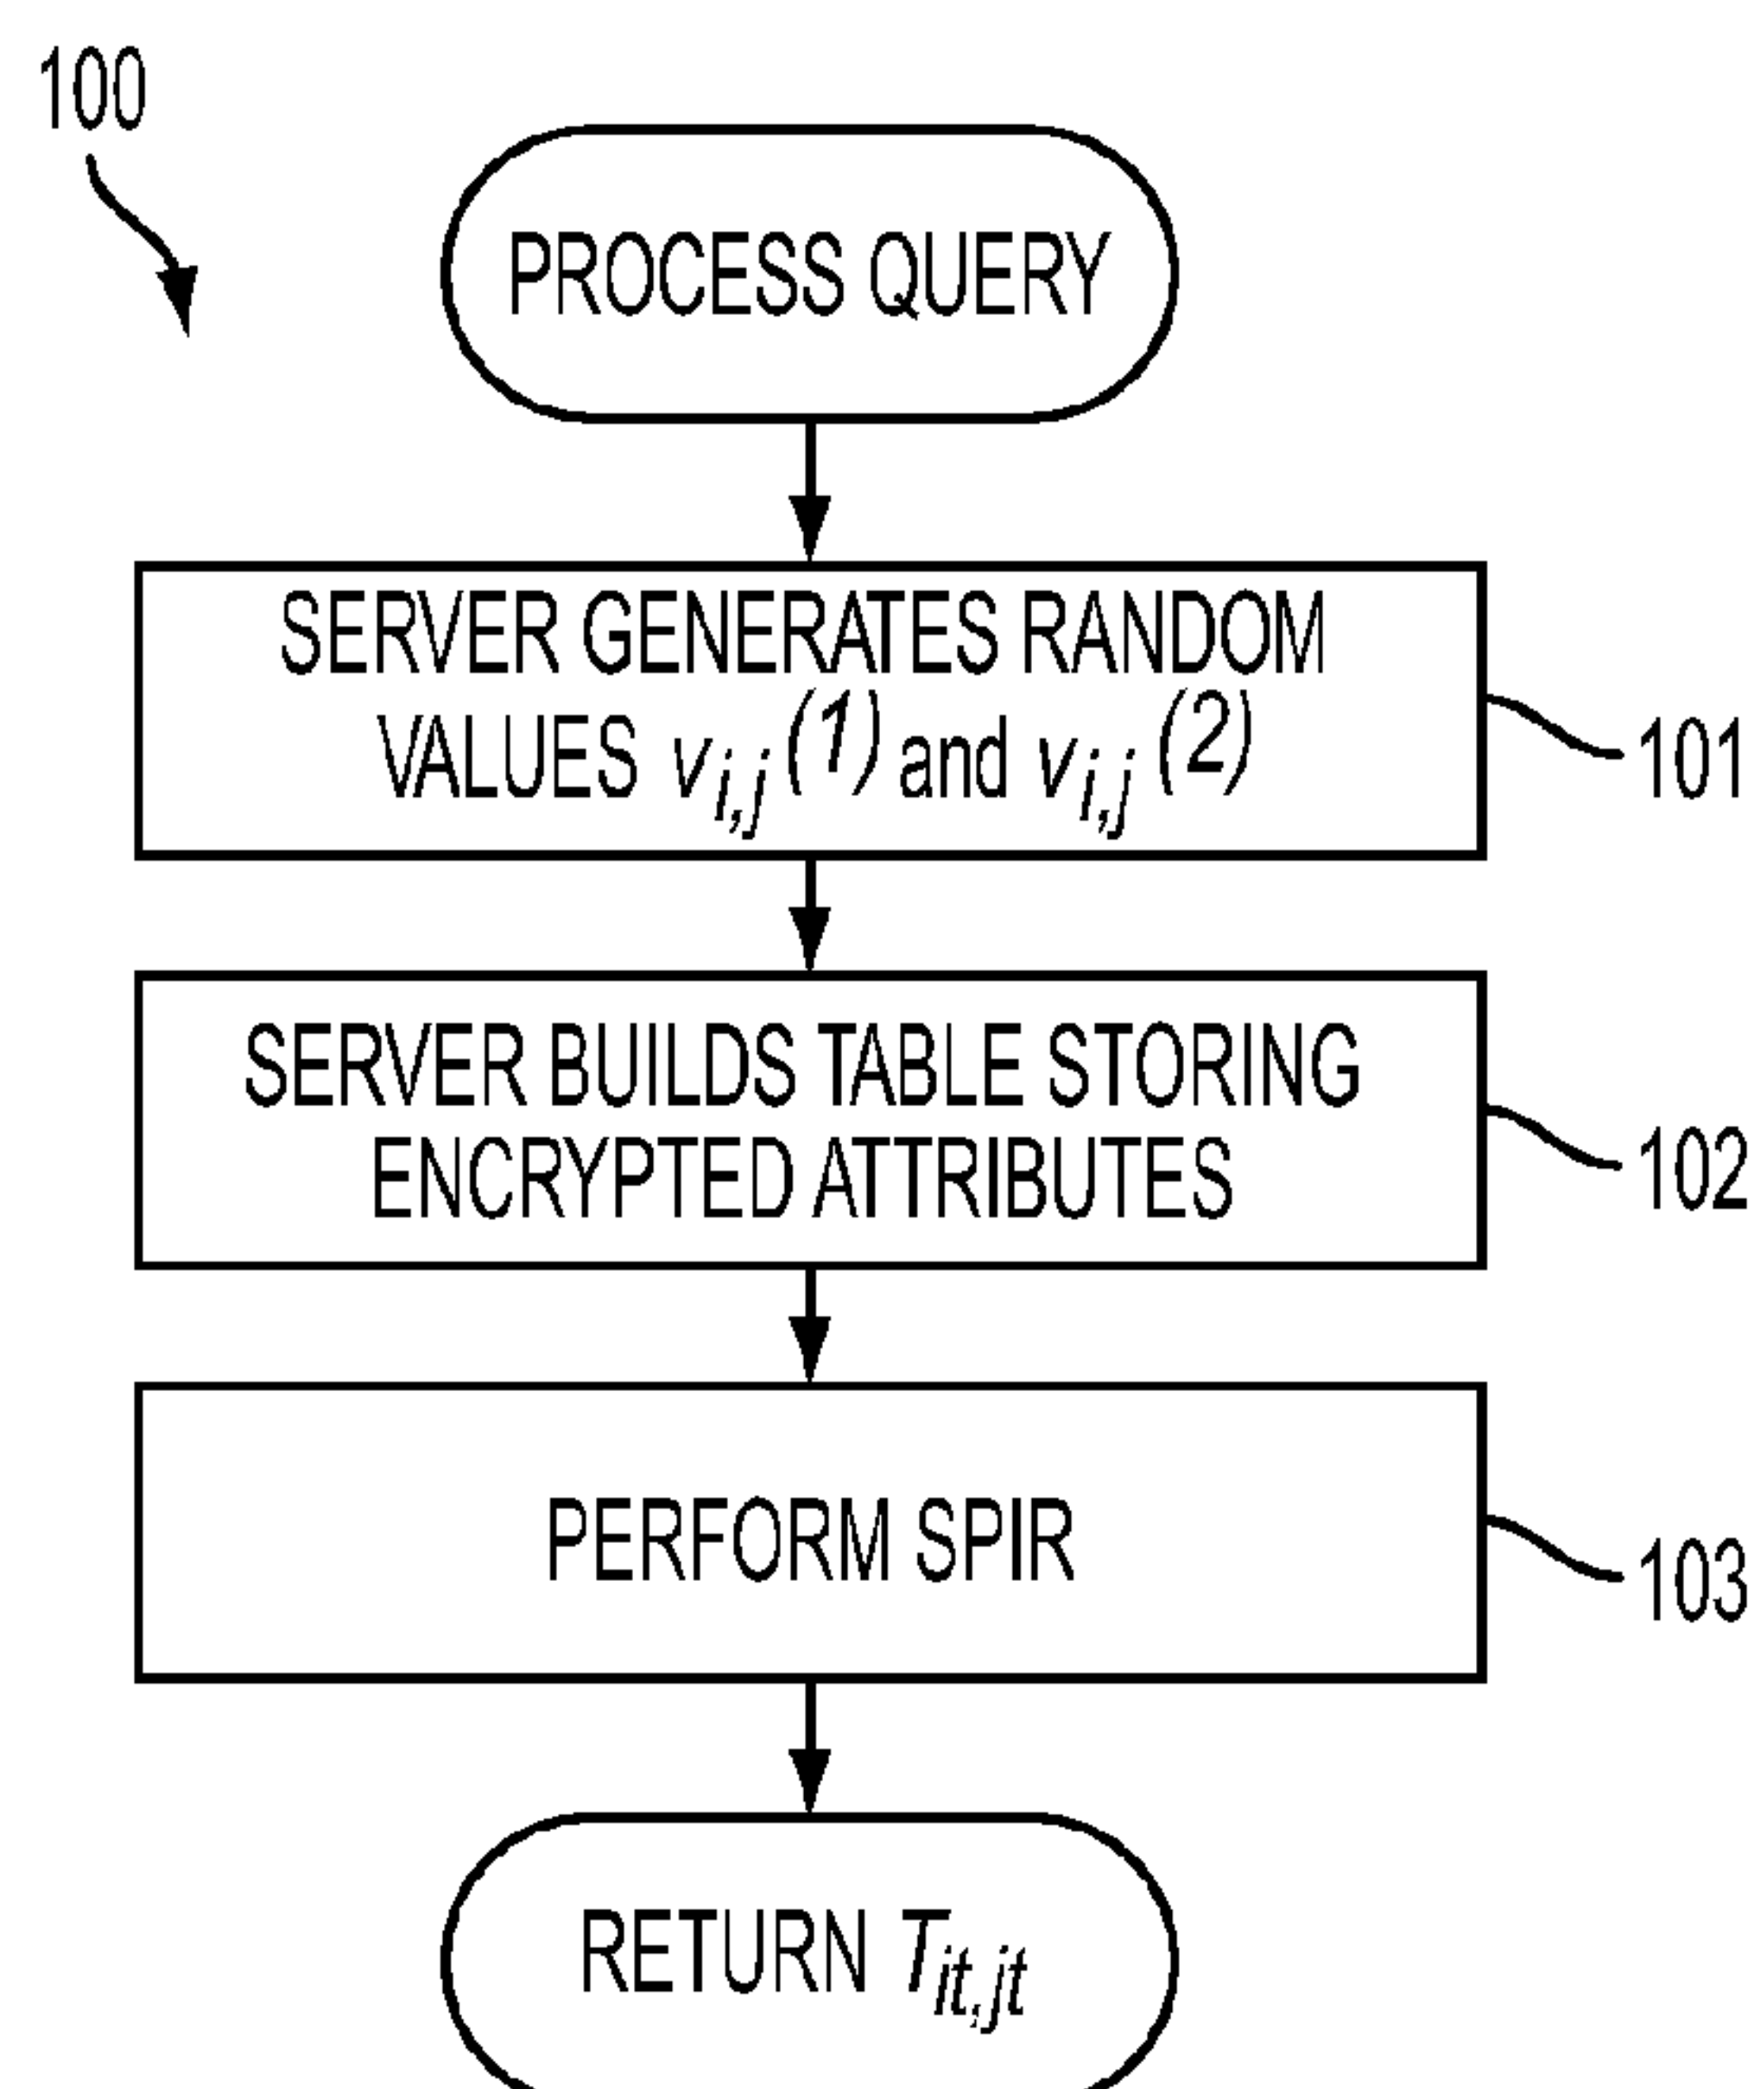 100
PROCESS QUERY
SERVER GENERATES RANDOM
VALUES v_{i,j}^{(1)} and v_{i,j}^{(2)}
101
SERVER BUILDS TABLE STORING
ENCRYPTED ATTRIBUTES
102
PERFORM SPIR
103
RETURN T_{it,jt}